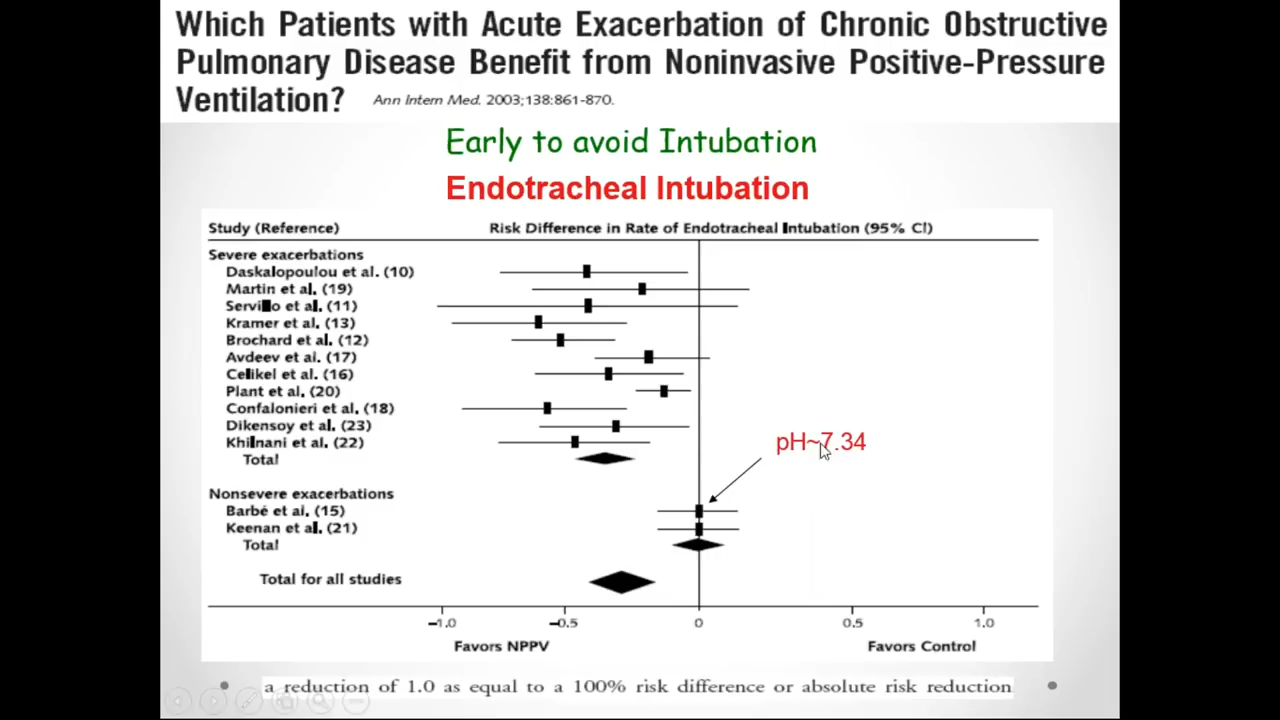 Which Patients with Acute Exacerbation of Chronic Obstructive
Pulmonary Disease Benefit from Noninvasive Positive-Pressure
Ventilation? Ann Intern Med. 2003;138:861-870.
Early to avoid Intubation
Endotracheal Intubation
Study (Reference) Risk Difference in Rate of Endotracheal Intubation (95% CI)
Severe exacerbations
Daskalopoulou et al. (10)
Martin et al. (19)
Servillo et al. (11)
Kramer et al. (13)
Brochard et al. (12)
Avdeev et al. (17)
Celikel et al. (16)
Plant et al. (20)
Confalonieri et al. (18)
Dikensoy et al. (23)
Khilnani et al. (22)
Total
pH~7.34
Nonsevere exacerbations
Barbé et al. (15)
Keenan et al. (21)
Total
Total for all studies
–1.0 –0.5 0 0.5 1.0
Favors NPPV Favors Control
a reduction of 1.0 as equal to a 100% risk difference or absolute risk reduction